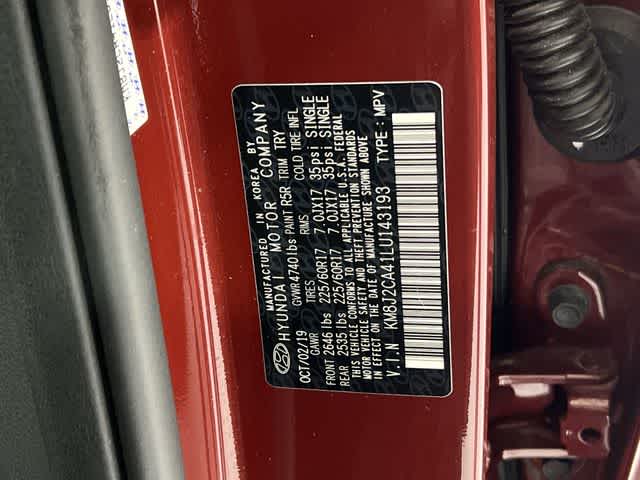 MANUFACTURED IN KOREA BY
HYUNDAI MOTOR COMPANY
OCT/02/19 GVWR 4740 lbs PAINT R5R TRIM TRY
GAWR TIRES RIMS COLD TIRE INFL
FRONT 2646 lbs 225/60R17 7.0JX17 35psi SINGLE
REAR 2535 lbs 225/60R17 7.0JX17 35psi SINGLE
THIS VEHICLE CONFORMS TO ALL APPLICABLE U.S.A. FEDERAL
MOTOR VEHICLE SAFETY AND THEFT PREVENTION STANDARDS
IN EFFECT ON THE DATE OF MANUFACTURE SHOWN ABOVE
V.I.N KM8J2CA41LU143193 TYPE : MPV